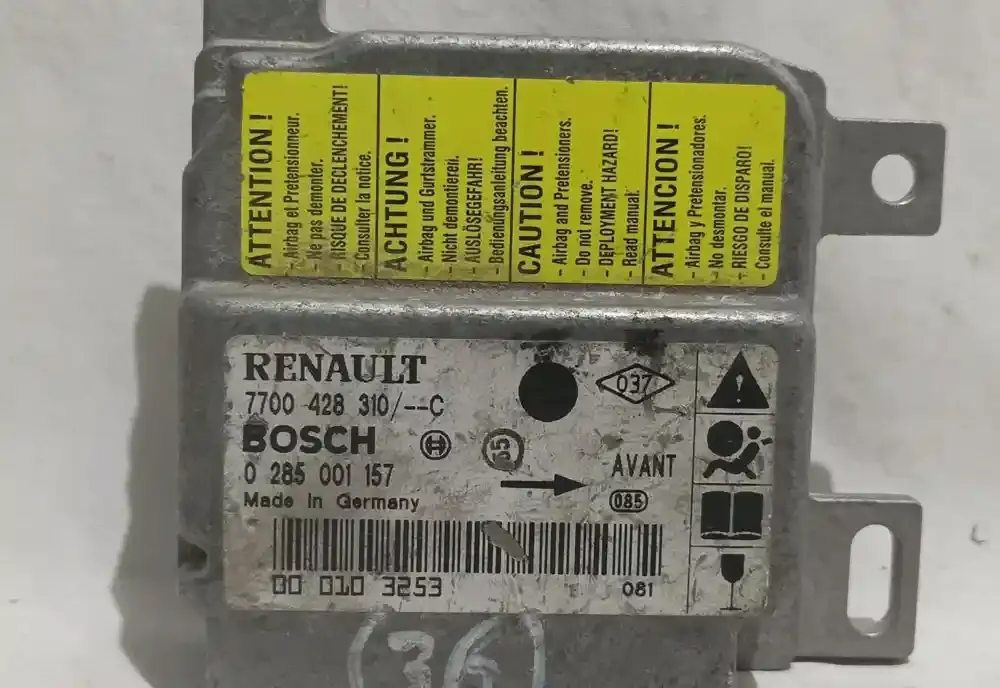 ATTENTION !
- Airbag et Pretensionneur.
- Ne pas demonter.
- RISQUE DE DECLENCHEMENT!
- Consulter la notice.
ACHTUNG !
- Airbag und Gurtstrammer.
- Nicht demontieren.
- AUSLÖSEGEFAHR!
- Bedienungsanleitung beachten.
CAUTION !
- Airbag and Pretensioners.
- Do not remove.
- DEPLOYMENT HAZARD!
- Read manual.
ATTENCION !
- Airbag y Pretensionadores.
- No desmontar.
- RIESGO DE DISPARO!
- Consulte el manual.
RENAULT
7700 428 310/--C
037
BOSCH
65
AVANT
0 285 001 157
085
Made in Germany
00 010 3253
081
(36)